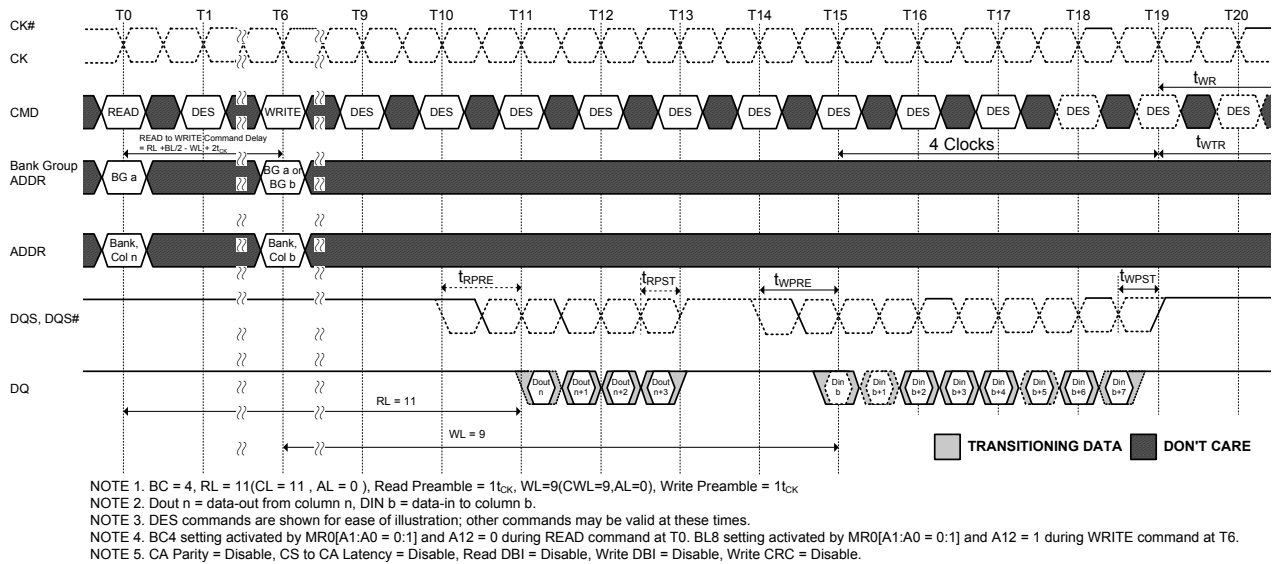 T0 T1 T6 T9 T10 T11 T12 T13 T14 T15 T16 T17 T18 T19 T20
CK#
CK
tWR
CMD READ DES WRITE DES DES DES DES DES DES DES DES DES DES DES DES
READ to WRITE Command Delay
= RL +BL/2 - WL + 2tCK
4 Clocks
tWTR
Bank Group
ADDR
BG a
BG a or
BG b
ADDR
Bank,
Col n
Bank,
Col b
tRPRE tRPST tWPRE tWPST
DQS, DQS#
DQ
Dout
n
Dout
n+1
Dout
n+2
Dout
n+3
Din
b
Din
b+1
Din
b+2
Din
b+3
Din
b+4
Din
b+5
Din
b+6
Din
b+7
RL = 11
WL = 9
TRANSITIONING DATA DON'T CARE
NOTE 1. BC = 4, RL = 11(CL = 11 , AL = 0 ), Read Preamble = 1tCK, WL=9(CWL=9,AL=0), Write Preamble = 1tCK
NOTE 2. Dout n = data-out from column n, DIN b = data-in to column b.
NOTE 3. DES commands are shown for ease of illustration; other commands may be valid at these times.
NOTE 4. BC4 setting activated by MR0[A1:A0 = 0:1] and A12 = 0 during READ command at T0. BL8 setting activated by MR0[A1:A0 = 0:1] and A12 = 1 during WRITE command at T6.
NOTE 5. CA Parity = Disable, CS to CA Latency = Disable, Read DBI = Disable, Write DBI = Disable, Write CRC = Disable.